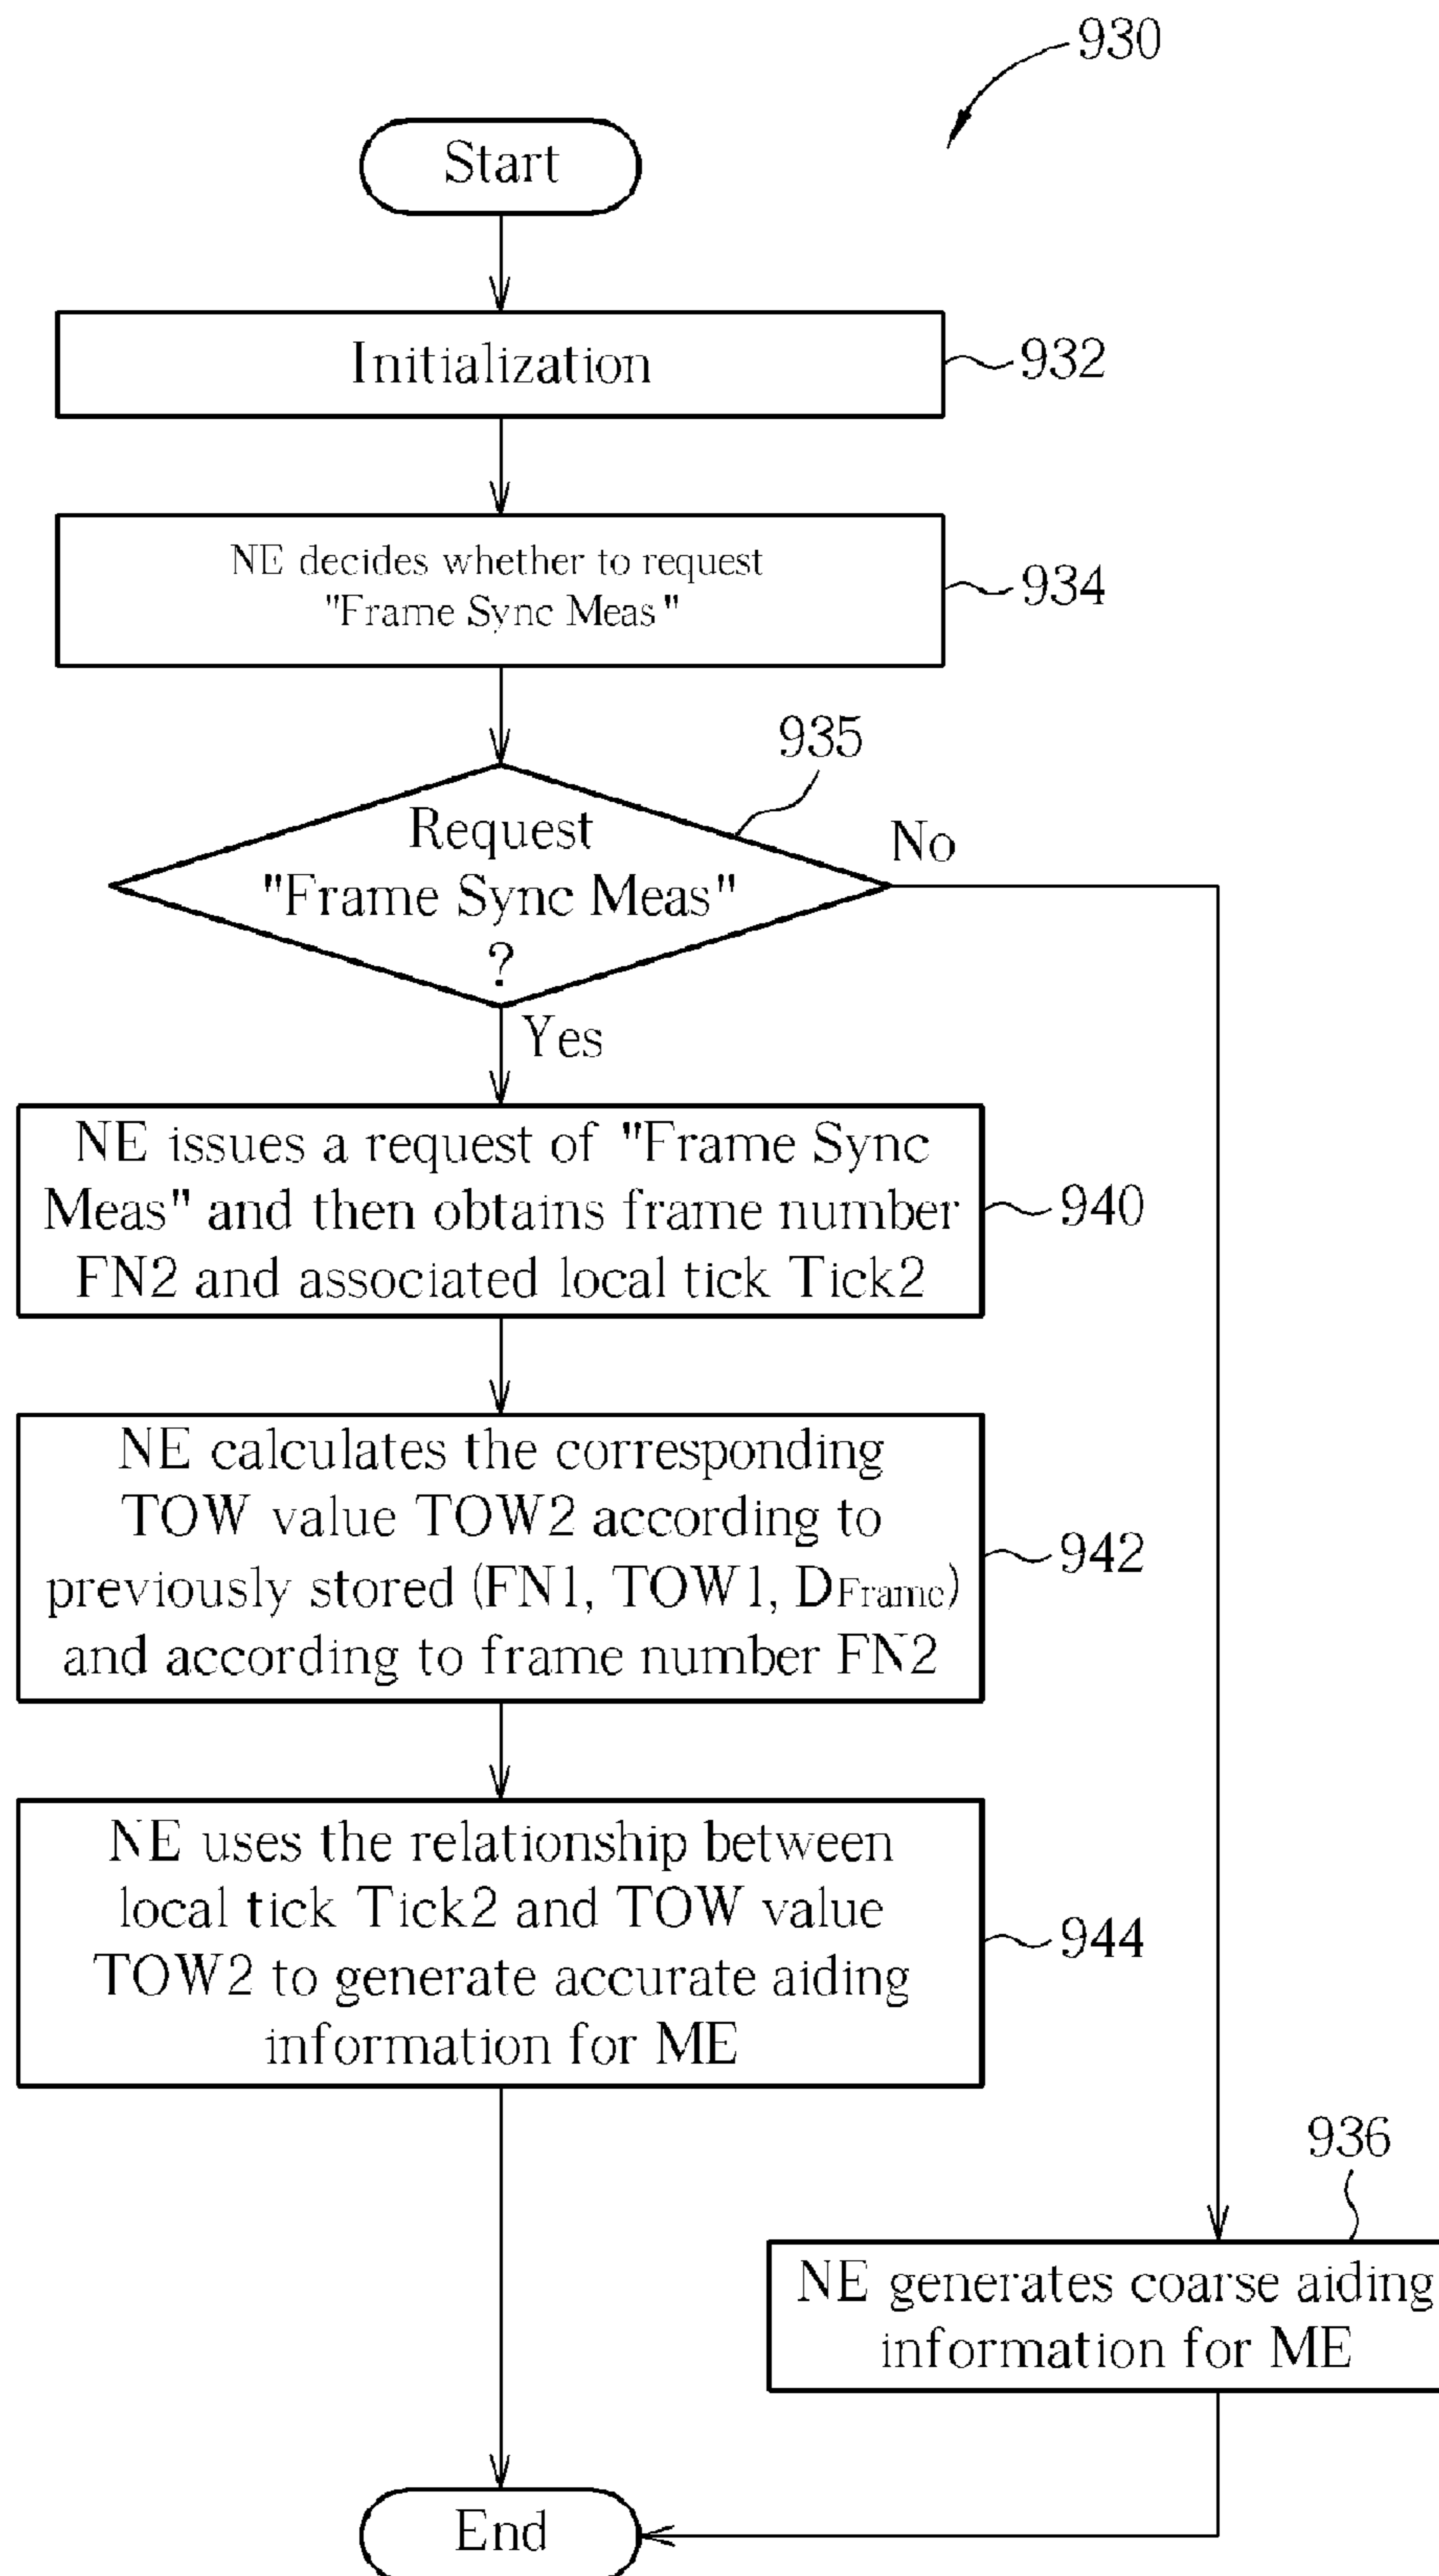 930
Start
Initialization
932
NE decides whether to request
"Frame Sync Meas"
934
935
Request
"Frame Sync Meas"
?
No
Yes
NE issues a request of "Frame Sync
Meas" and then obtains frame number
FN2 and associated local tick Tick2
940
NE calculates the corresponding
TOW value TOW2 according to
previously stored (FN1, TOW1, DFrame)
and according to frame number FN2
942
NE uses the relationship between
local tick Tick2 and TOW value
TOW2 to generate accurate aiding
information for ME
944
936
NE generates coarse aiding
information for ME
End